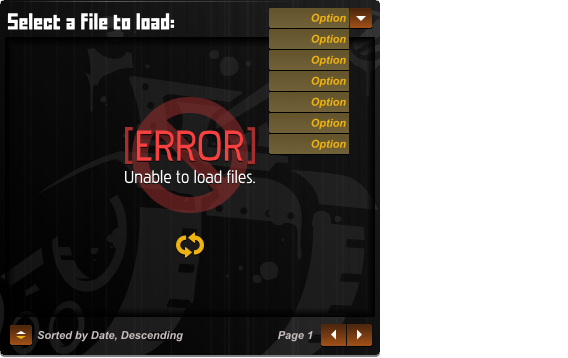 Select a file to load:
Option
Option
Option
Option
Option
Option
Option
[ERROR]
Unable to load files.
Sorted by Date, Descending
Page 1